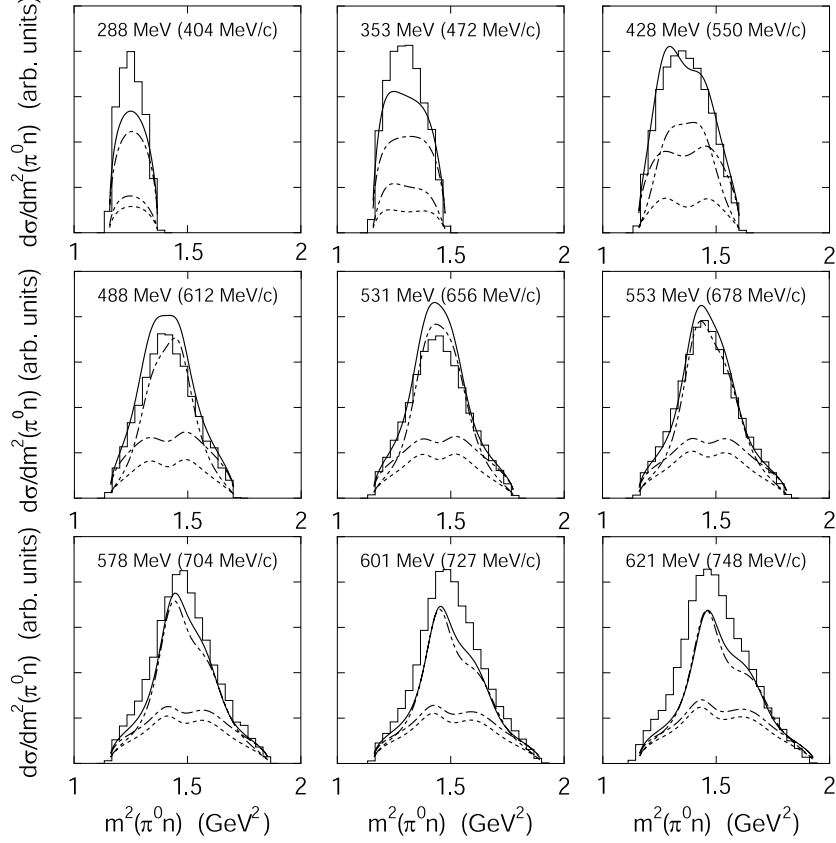 dσ/dm²(π⁰n) (arb. units)
288 MeV (404 MeV/c)
353 MeV (472 MeV/c)
428 MeV (550 MeV/c)
1 1.5 2 1 1.5 2 1 1.5 2
dσ/dm²(π⁰n) (arb. units)
488 MeV (612 MeV/c)
531 MeV (656 MeV/c)
553 MeV (678 MeV/c)
1 1.5 2 1 1.5 2 1 1.5 2
dσ/dm²(π⁰n) (arb. units)
578 MeV (704 MeV/c)
601 MeV (727 MeV/c)
621 MeV (748 MeV/c)
1 1.5 2 1 1.5 2 1 1.5 2
m²(π⁰n) (GeV²)
m²(π⁰n) (GeV²)
m²(π⁰n) (GeV²)